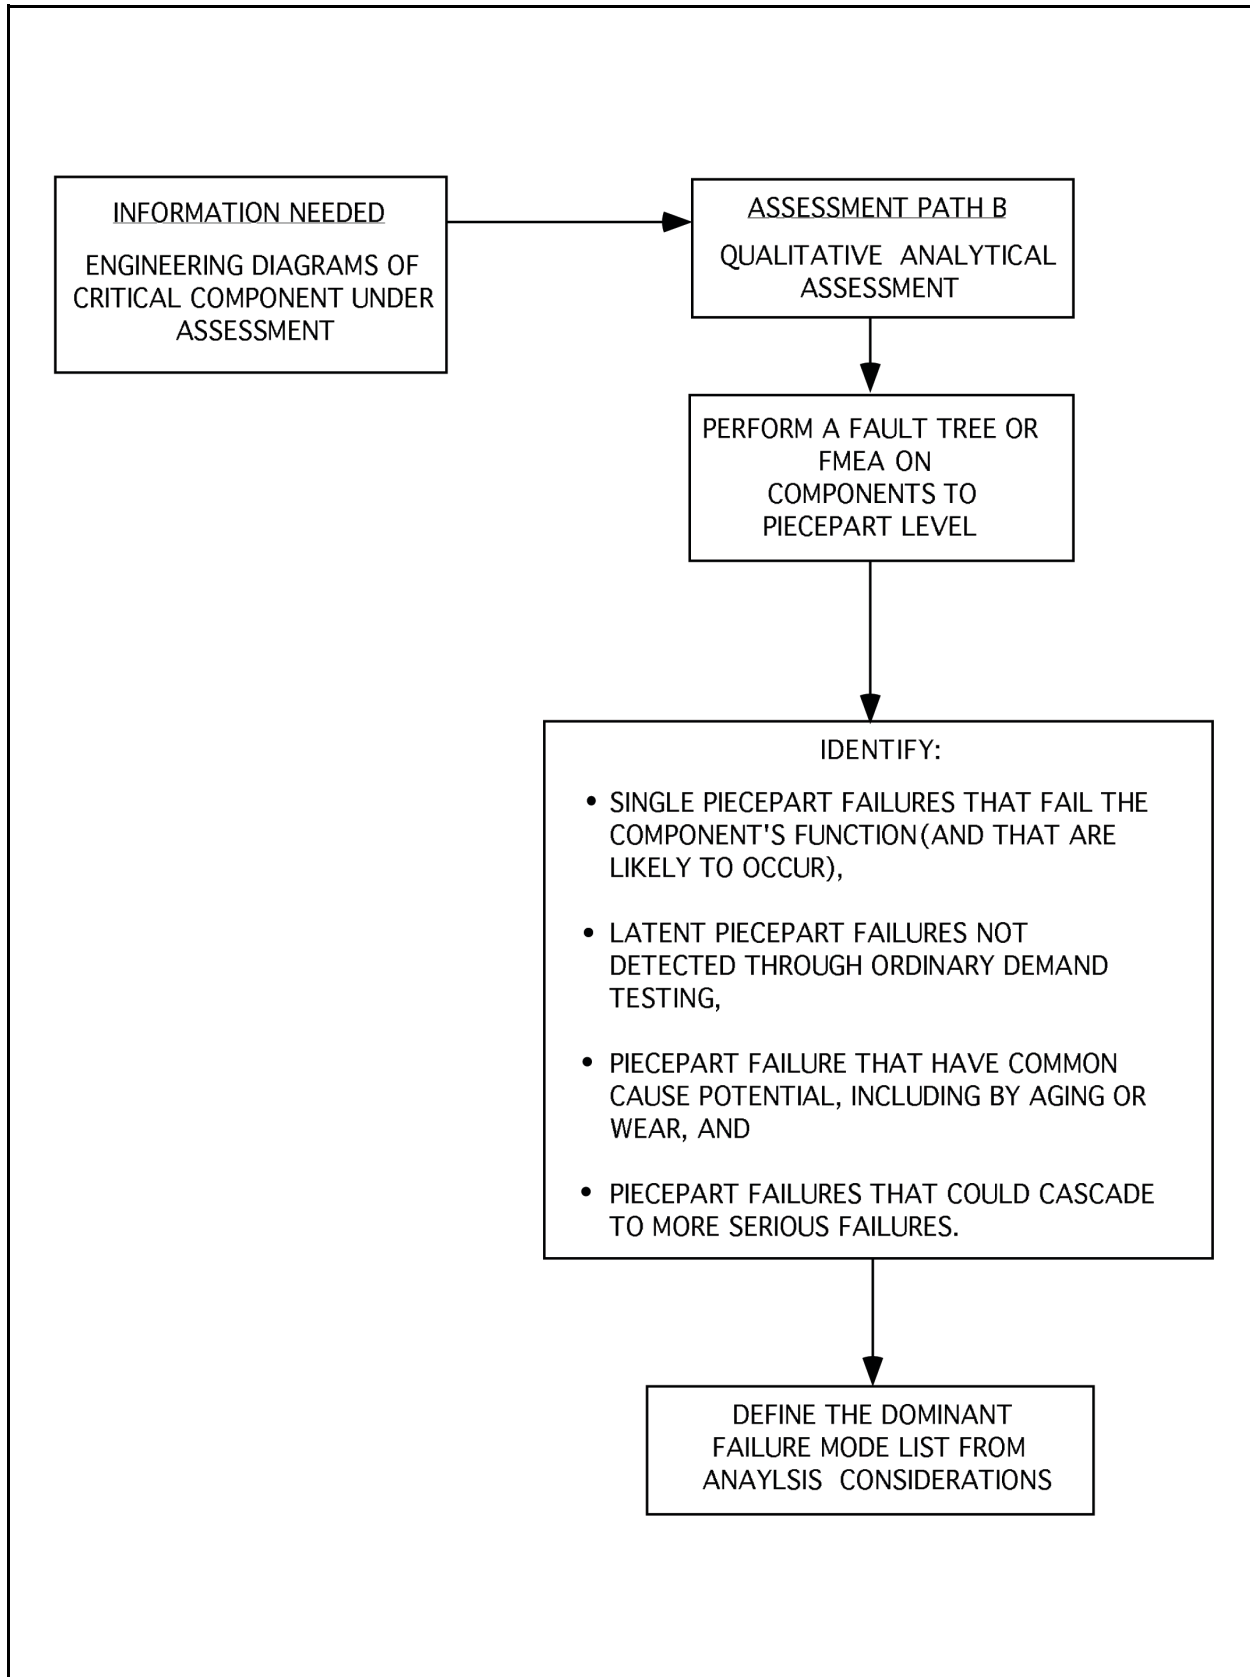 INFORMATION NEEDED
ENGINEERING DIAGRAMS OF
CRITICAL COMPONENT UNDER
ASSESSMENT
ASSESSMENT PATH B
QUALITATIVE ANALYTICAL
ASSESSMENT
PERFORM A FAULT TREE OR
FMEA ON
COMPONENTS TO
PIECEPART LEVEL
IDENTIFY:
• SINGLE PIECEPART FAILURES THAT FAIL THE
COMPONENT'S FUNCTION (AND THAT ARE
LIKELY TO OCCUR),
• LATENT PIECEPART FAILURES NOT
DETECTED THROUGH ORDINARY DEMAND
TESTING,
• PIECEPART FAILURE THAT HAVE COMMON
CAUSE POTENTIAL, INCLUDING BY AGING OR
WEAR, AND
• PIECEPART FAILURES THAT COULD CASCADE
TO MORE SERIOUS FAILURES.
DEFINE THE DOMINANT
FAILURE MODE LIST FROM
ANAYLSIS CONSIDERATIONS